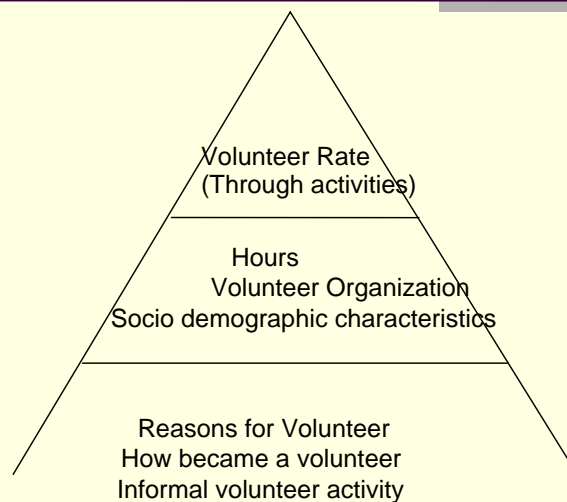 Volunteer Rate
(Through activities)
Hours
Volunteer Organization
Socio demographic characteristics
Reasons for Volunteer
How became a volunteer
Informal volunteer activity